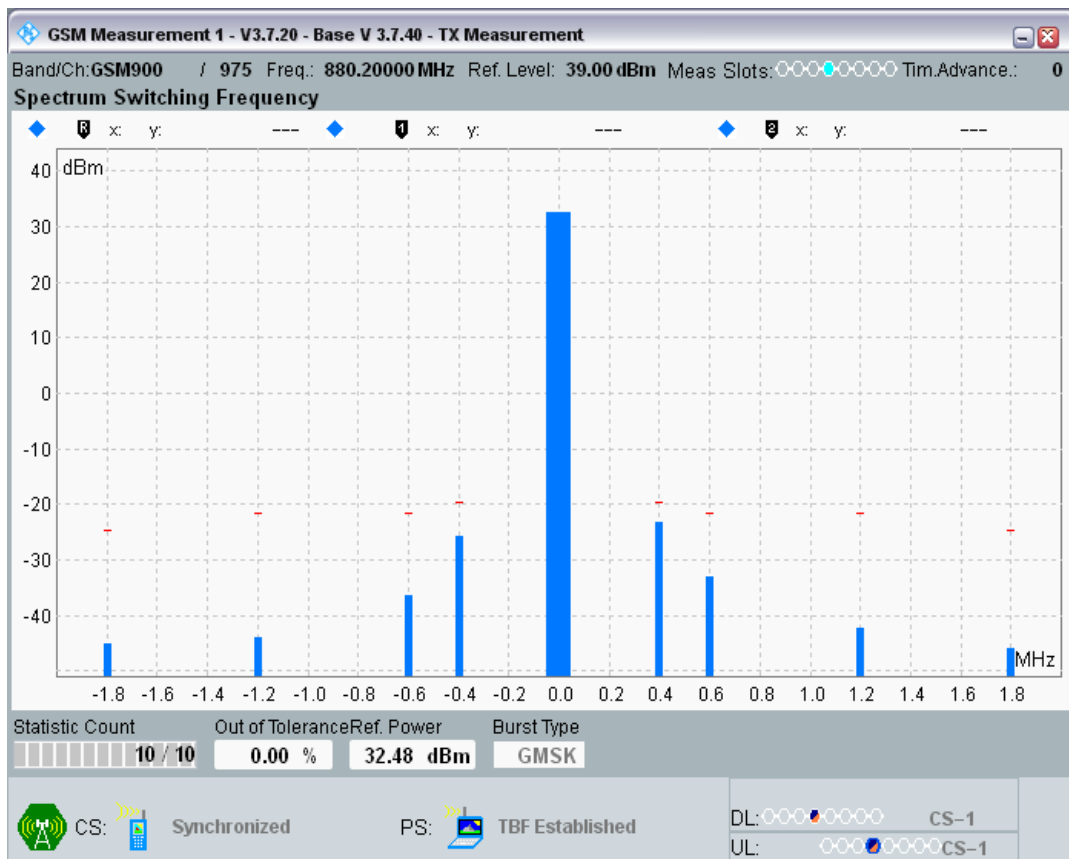 GSM Measurement 1 - V3.7.20 - Base V 3.7.40 - TX Measurement
Band/Ch:GSM900 / 975 Freq.: 880.20000 MHz Ref. Level: 39.00 dBm Meas Slots: Tim.Advance.: 0
Spectrum Switching Frequency
R x: y: --- 1 x: y: --- 2 x: y: ---
dBm
40
30
20
10
0
-10
-20
-30
-40
MHz
-1.8 -1.6 -1.4 -1.2 -1.0 -0.8 -0.6 -0.4 -0.2 0.0 0.2 0.4 0.6 0.8 1.0 1.2 1.4 1.6 1.8
Statistic Count Out of Tolerance Ref. Power Burst Type
10 / 10 0.00 % 32.48 dBm GMSK
CS: Synchronized PS: TBF Established
DL: CS-1
UL: CS-1